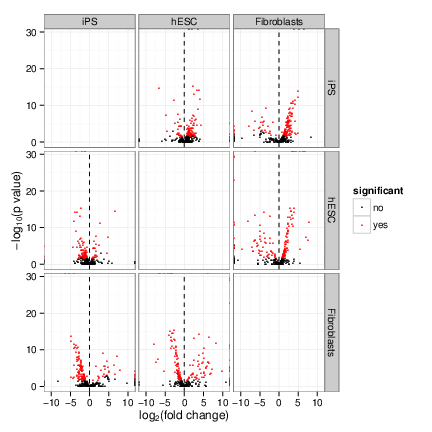 iPS hESC Fibroblasts
30
20
10
0
iPS
30
20
10
0
hESC
30
20
10
0
Fibroblasts
−10 −5 0 5 10 −10 −5 0 5 10 −10 −5 0 5 10
log2(fold change)
−log10(p value)
significant
no
yes